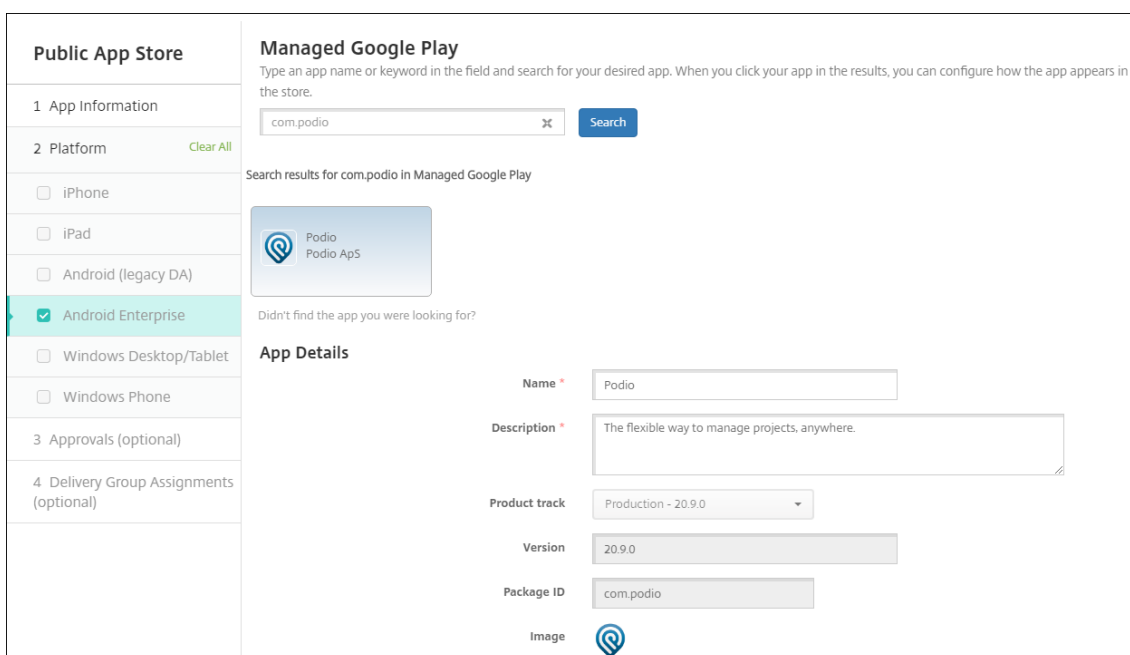 Public App Store
1 App Information
2 Platform
Clear All
iPhone
iPad
Android (legacy DA)
Android Enterprise
Windows Desktop/Tablet
Windows Phone
3 Approvals (optional)
4 Delivery Group Assignments
(optional)
Managed Google Play
Type an app name or keyword in the field and search for your desired app. When you click your app in the results, you can configure how the app appears in
the store.
com.podio
Search
Search results for com.podio in Managed Google Play
Podio
Podio ApS
Didn't find the app you were looking for?
App Details
Name *
Podio
Description *
The flexible way to manage projects, anywhere.
Product track
Production - 20.9.0
Version
20.9.0
Package ID
com.podio
Image